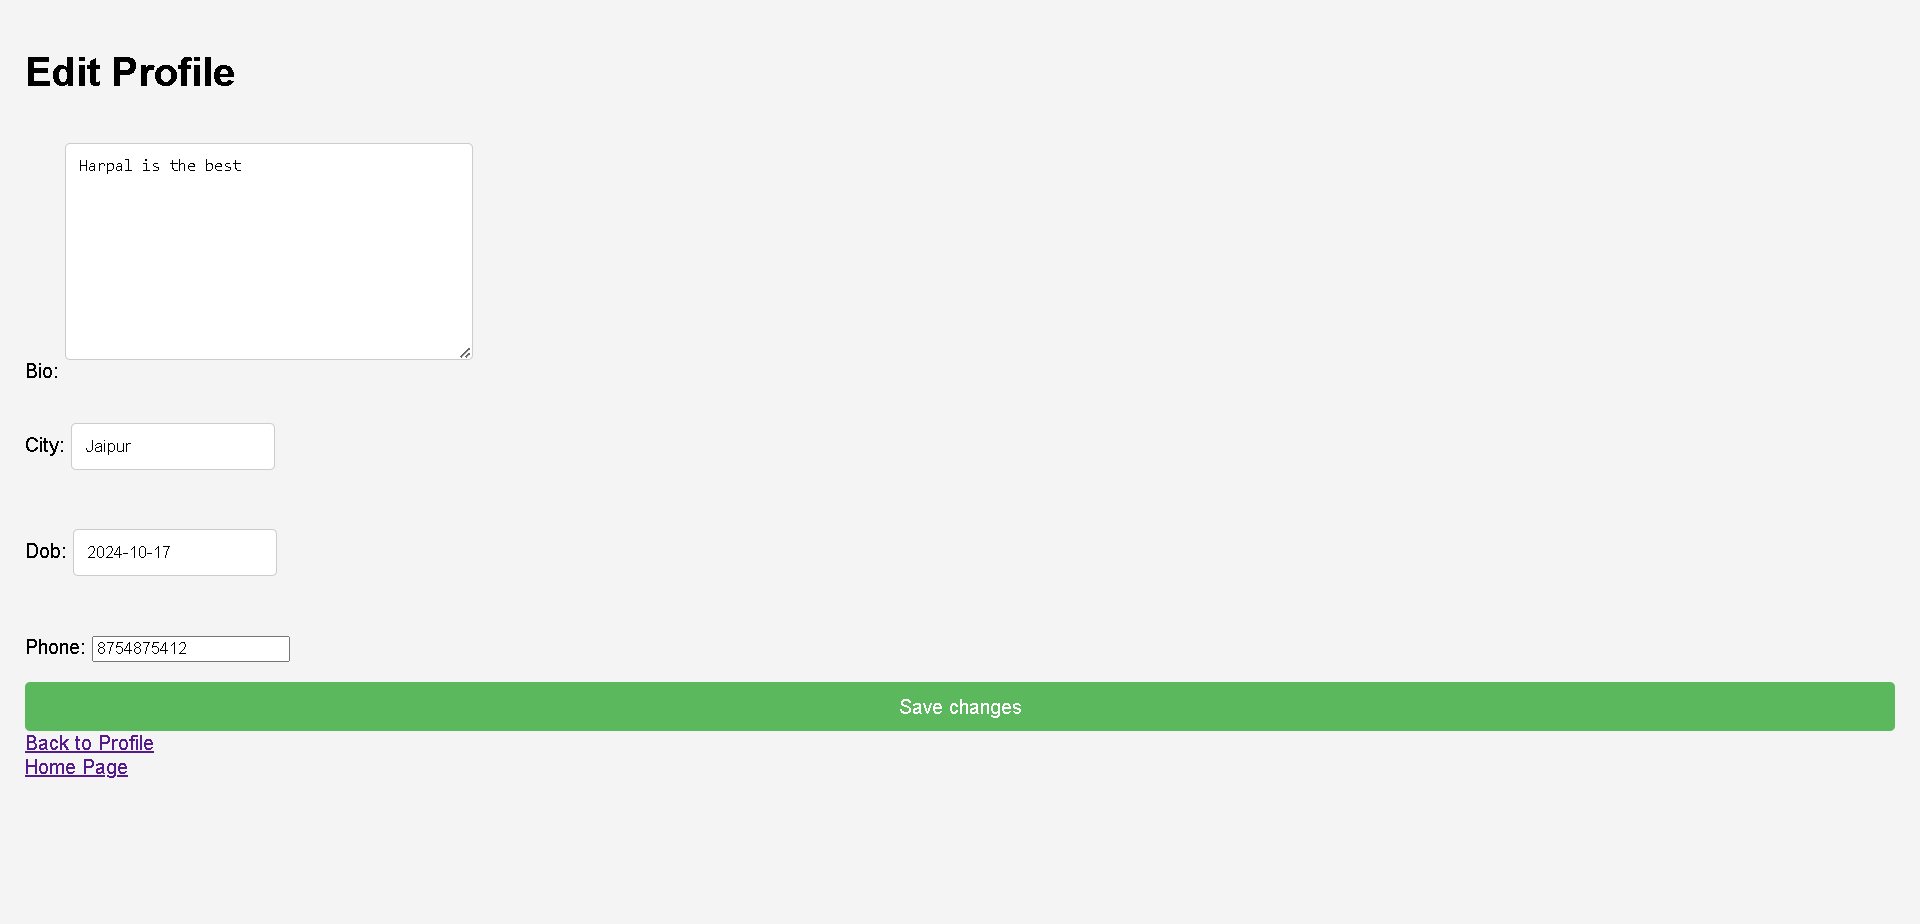 Edit Profile
Harpal is the best
Bio:
City: Jaipur
Dob: 2024-10-17
Phone: 8754875412
Save changes
Back to Profile
Home Page